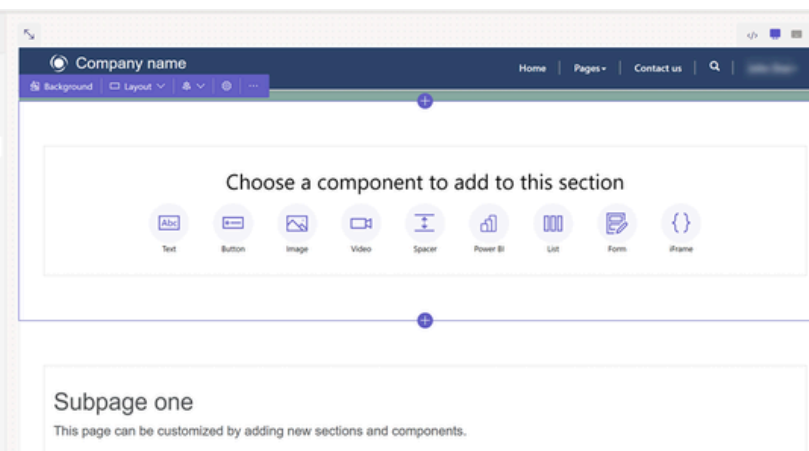 Company name
Home Pages Contact us
Background Layout
Choose a component to add to this section
Abc
Text Button Image Video Spacer Power BI List Form iFrame
Subpage one
This page can be customized by adding new sections and components.